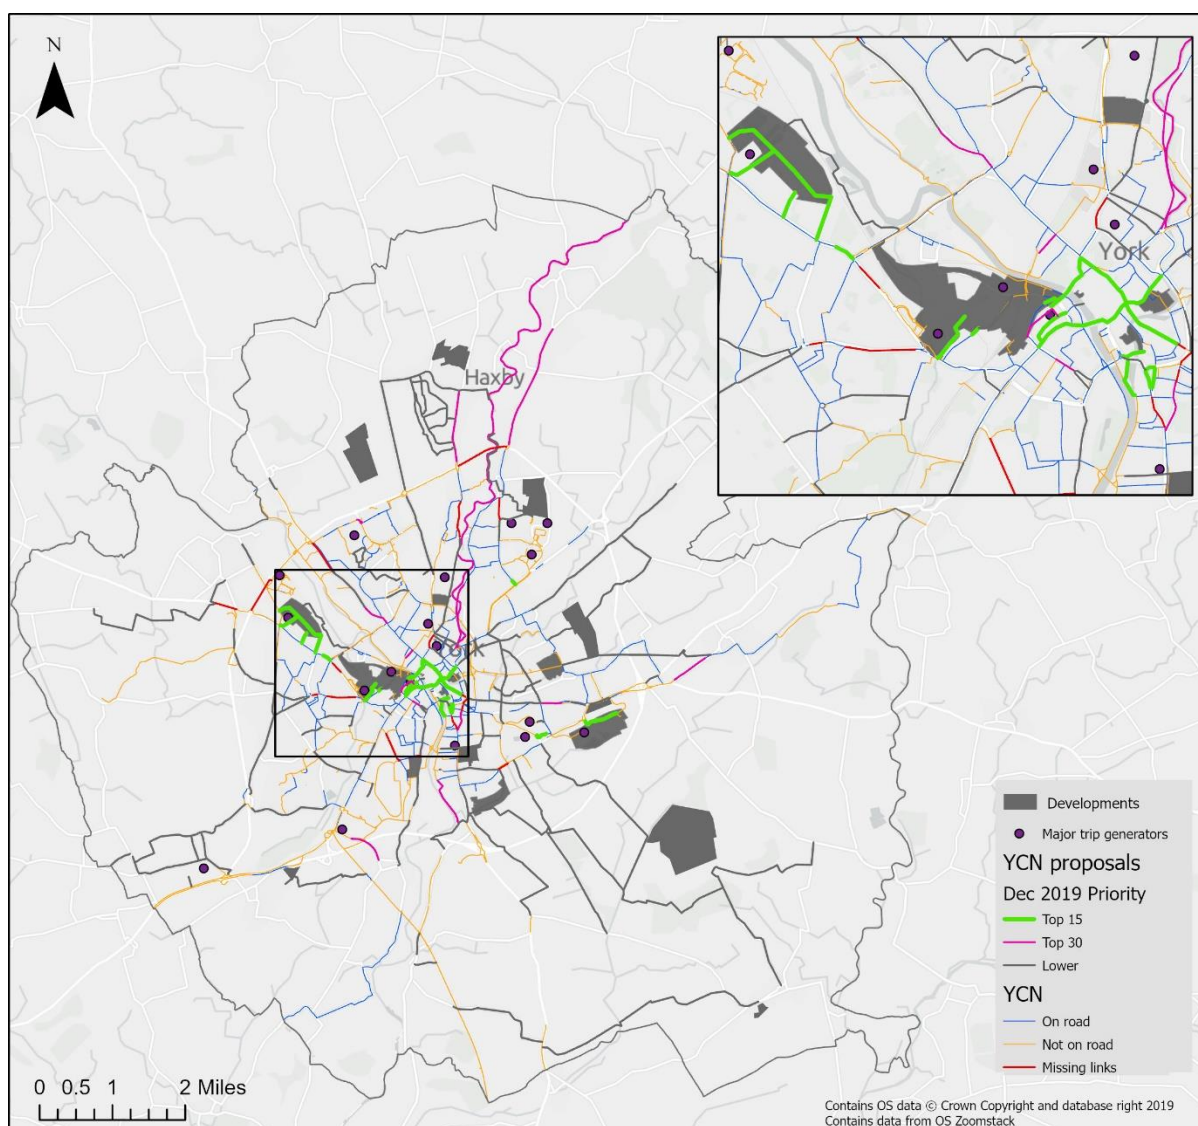 N
York
Haxby
York
Developments
Major trip generators
YCN proposals
Dec 2019 Priority
Top 15
Top 30
Lower
YCN
On road
Not on road
Missing links
0 0.5 1 2 Miles
Contains OS data © Crown Copyright and database right 2019
Contains data from OS Zoomstack